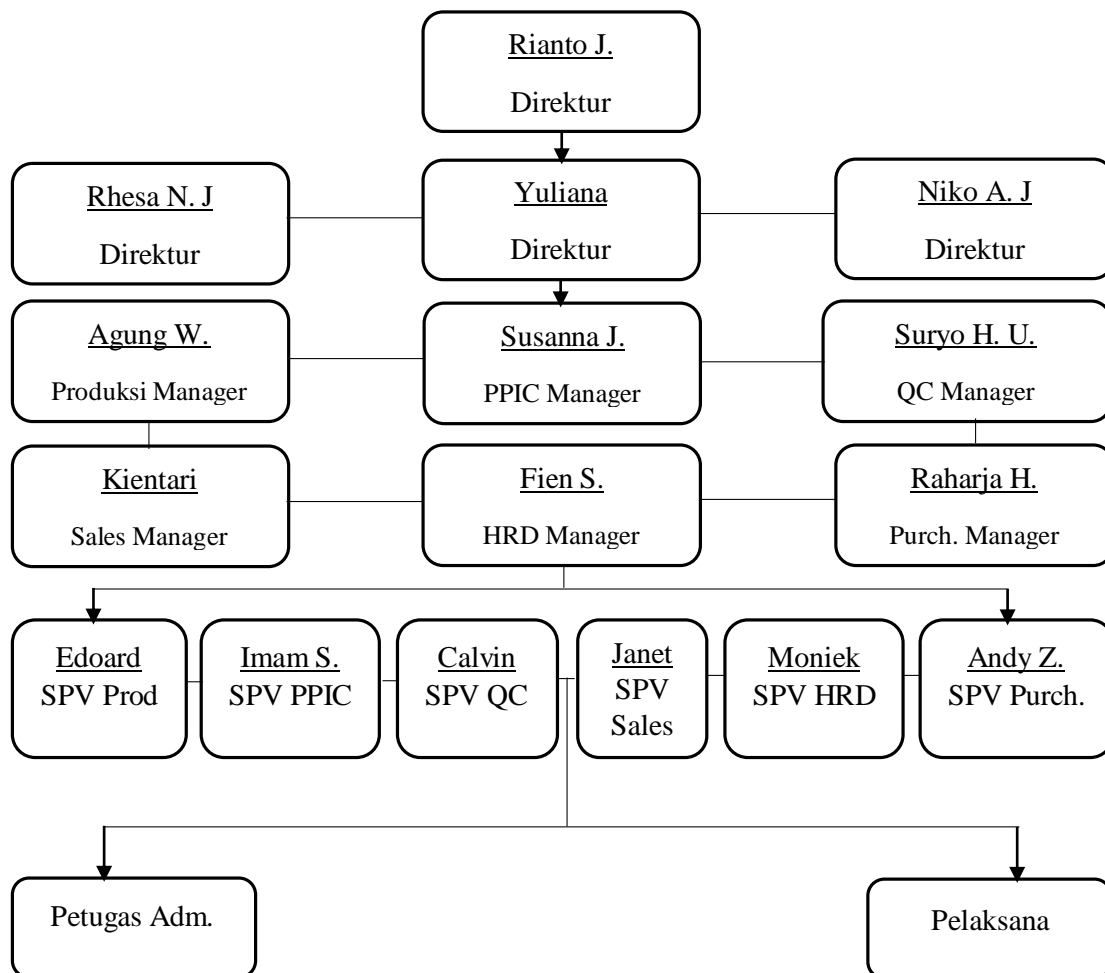 Rianto J.
Direktur
Rhesa N. J
Direktur
Yuliana
Direktur
Niko A. J
Direktur
Agung W.
Produksi Manager
Susanna J.
PPIC Manager
Suryo H. U.
QC Manager
Kientari
Sales Manager
Fien S.
HRD Manager
Raharja H.
Purch. Manager
Edoard
SPV Prod
Imam S.
SPV PPIC
Calvin
SPV QC
Janet
SPV
Sales
Moniek
SPV HRD
Andy Z.
SPV Purch.
Petugas Adm.
Pelaksana